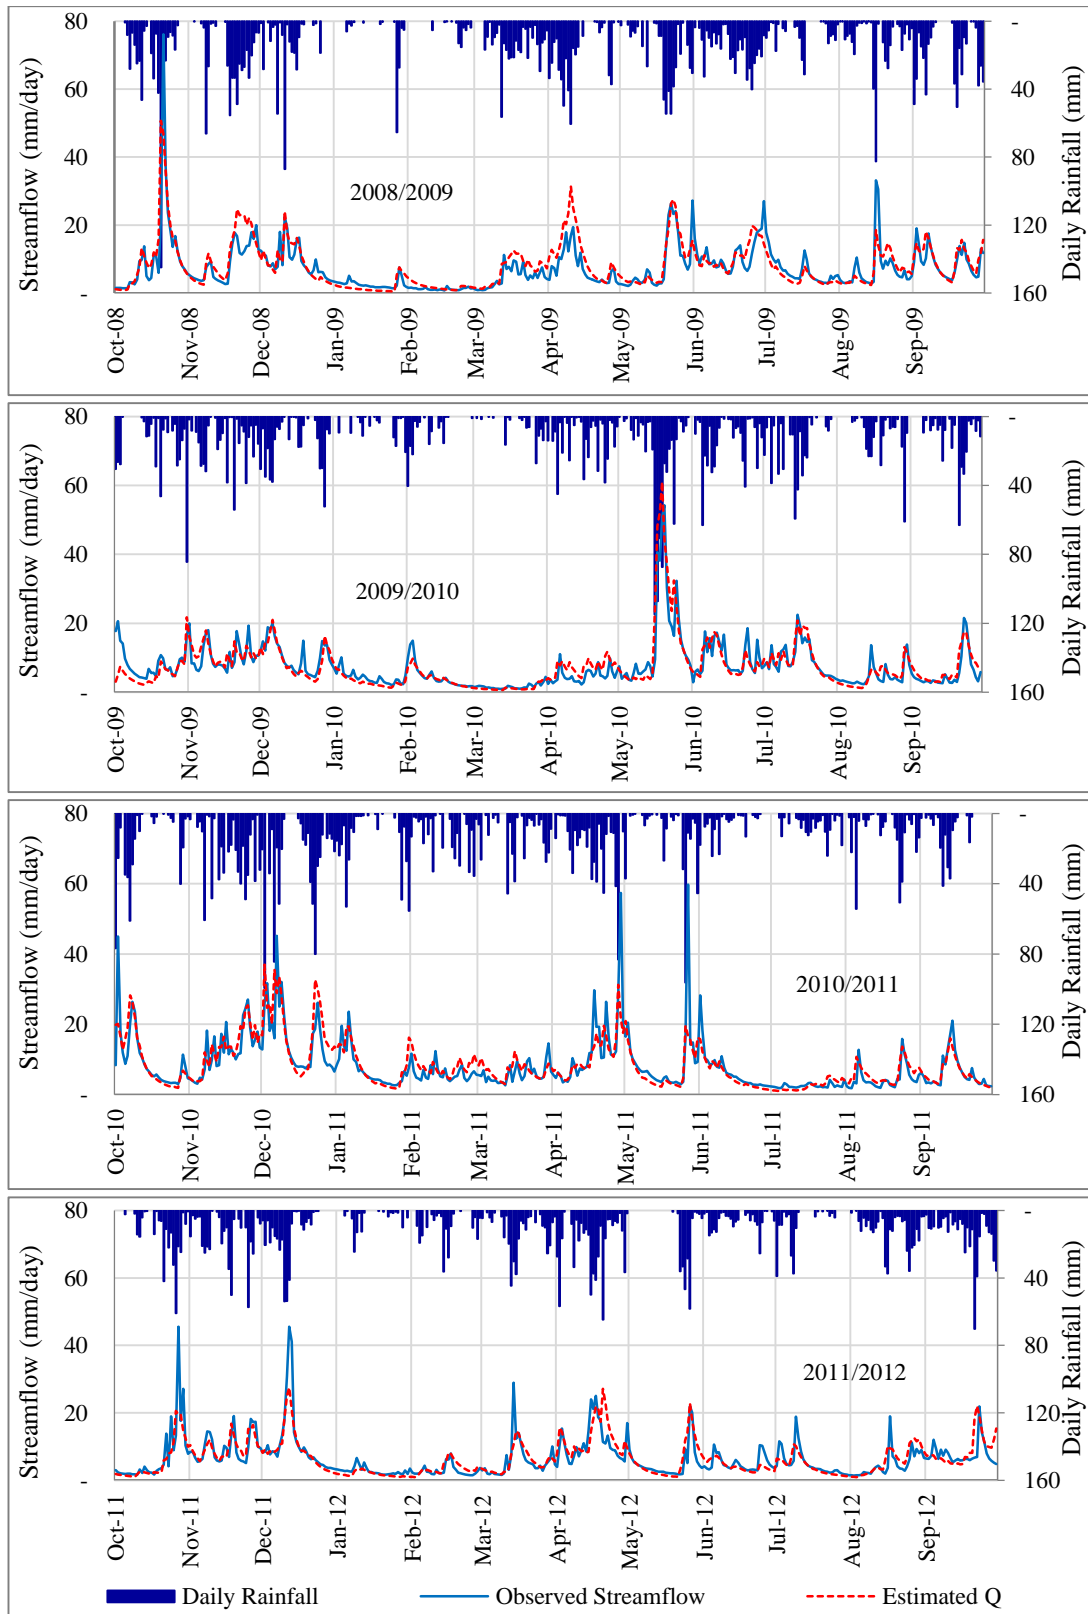 Streamflow (mm/day)
80
60
40
20
-
-
40
80
120
160
Daily Rainfall (mm)
2008/2009
Oct-08
Nov-08
Dec-08
Jan-09
Feb-09
Mar-09
Apr-09
May-09
Jun-09
Jul-09
Aug-09
Sep-09
Streamflow (mm/day)
80
60
40
20
-
-
40
80
120
160
Daily Rainfall (mm)
2009/2010
Oct-09
Nov-09
Dec-09
Jan-10
Feb-10
Mar-10
Apr-10
May-10
Jun-10
Jul-10
Aug-10
Sep-10
Streamflow (mm/day)
80
60
40
20
-
-
40
80
120
160
Daily Rainfall (mm)
2010/2011
Oct-10
Nov-10
Dec-10
Jan-11
Feb-11
Mar-11
Apr-11
May-11
Jun-11
Jul-11
Aug-11
Sep-11
Streamflow (mm/day)
80
60
40
20
-
-
40
80
120
160
Daily Rainfall (mm)
2011/2012
Oct-11
Nov-11
Dec-11
Jan-12
Feb-12
Mar-12
Apr-12
May-12
Jun-12
Jul-12
Aug-12
Sep-12
Daily Rainfall
Observed Streamflow
Estimated Q